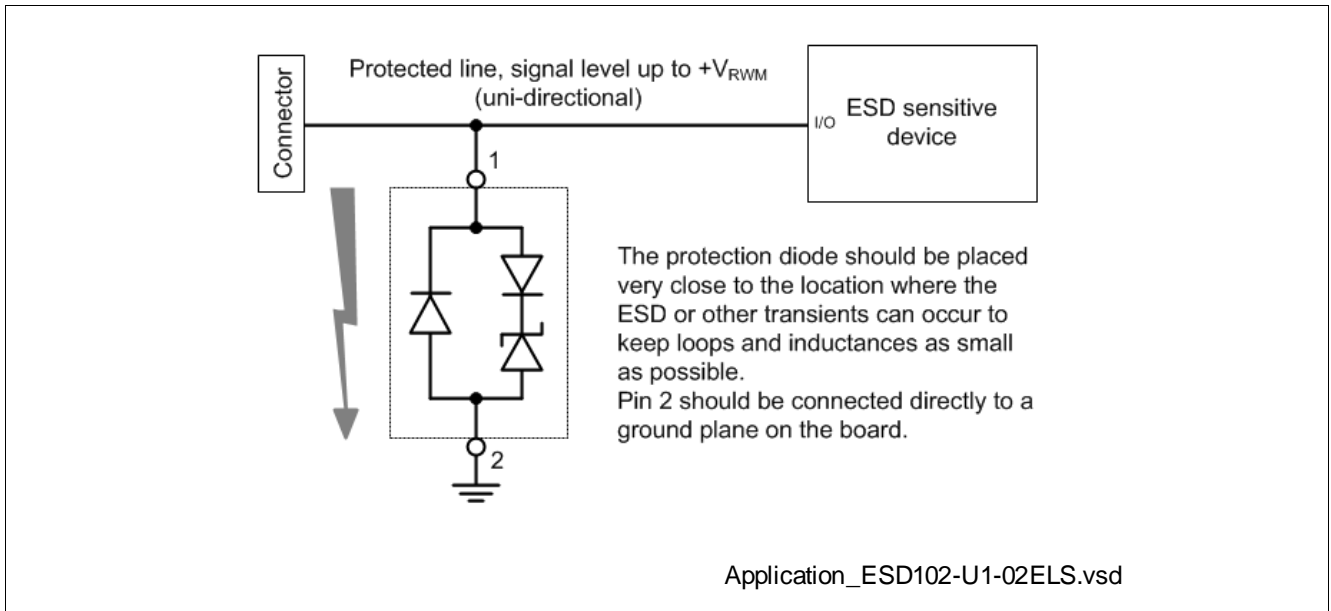 Connector
Protected line, signal level up to +VRWM
(uni-directional)
I/O
ESD sensitive
device
1
The protection diode should be placed
very close to the location where the
ESD or other transients can occur to
keep loops and inductances as small
as possible.
Pin 2 should be connected directly to a
ground plane on the board.
2
Application_ESD102-U1-02ELS.vsd